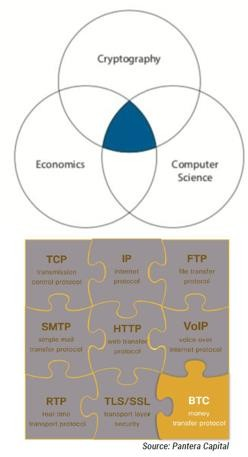 Cryptography
Economics
Computer
Science
TCP
transmission
control protocol
IP
internet
protocol
FTP
file transfer
protocol
SMTP
simple mail
transfer protocol
HTTP
web transfer
protocol
VoIP
voice over
internet protocol
RTP
real time
transport protocol
TLS/SSL
transport layer
security
BTC
money
transfer protocol
Source: Pantera Capital